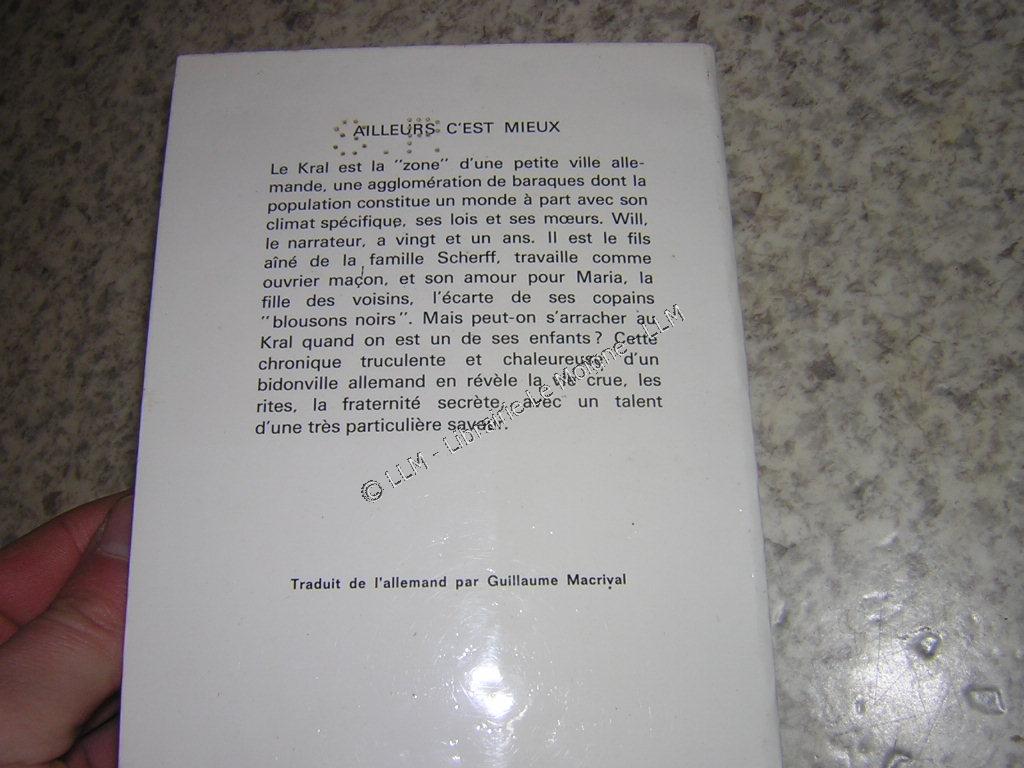 AILLEURS C'EST MIEUX
Le Kral est la "zone" d'une petite ville alle-
mande, une agglomération de baraques dont la
population constitue un monde à part avec son
climat spécifique, ses lois et ses mœurs. Will,
le narrateur, a vingt et un ans. Il est le fils
aîné de la famille Scherff, travaille comme
ouvrier maçon, et son amour pour Maria, la
fille des voisins, l'écarte de ses copains
"blousons noirs". Mais peut-on s'arracher au
Kral quand on est un de ses enfants ? Cette
chronique truculente et chaleureuse d'un
bidonville allemand en révèle la vie crue, les
rites, la fraternité secrète, avec un talent
d'une très particulière saveur.
© LLM - Librairie Le Moine - LLM
Traduit de l'allemand par Guillaume Macrival